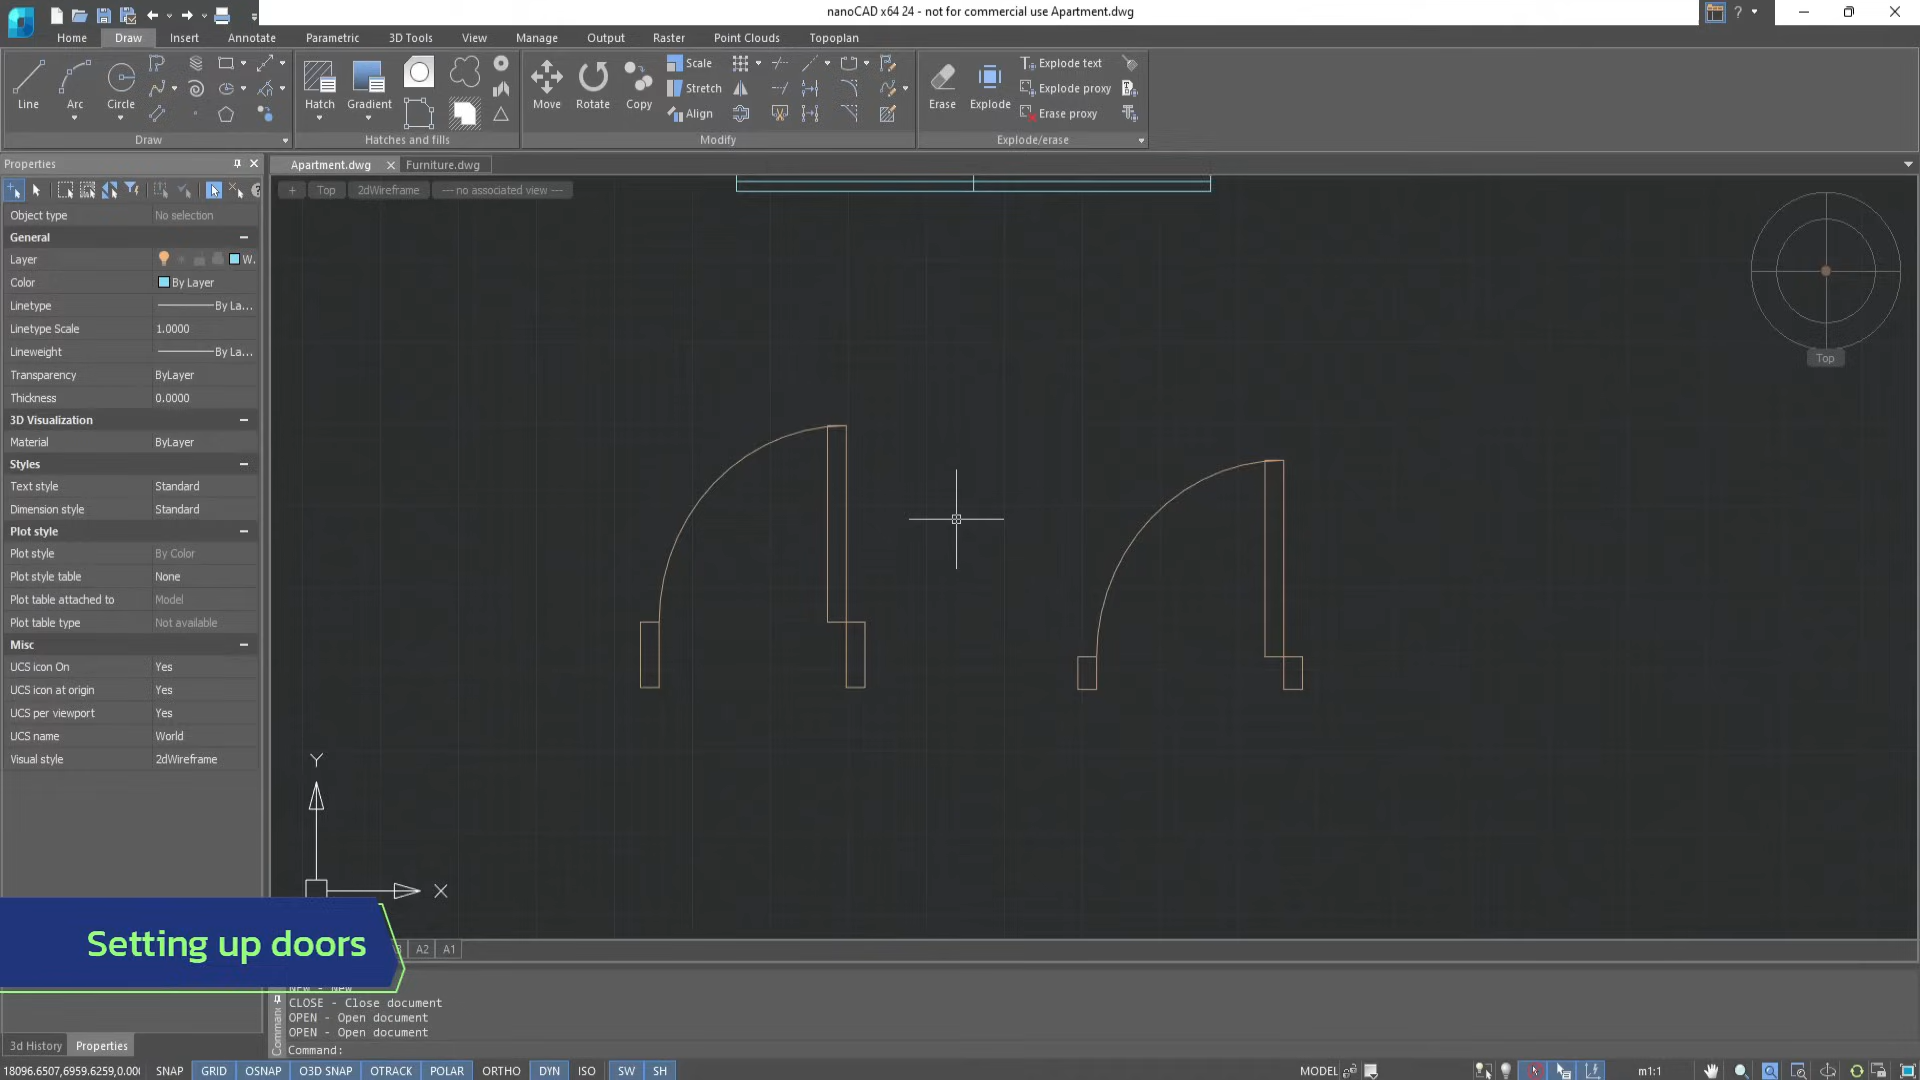 nanoCAD x64 24 - not for commercial use Apartment.dwg
?
Home Draw Insert Annotate Parametric 3D Tools View Manage Output Raster Point Clouds Topoplan
Line Arc Circle Hatch Gradient Move Rotate Copy Scale Stretch Align Erase Explode Explode text Explode proxy Erase proxy
Draw Hatches and fills Modify Explode/erase
Properties
Apartment.dwg Furniture.dwg
+ Top 2dWireframe --- no associated view ---
Object type No selection
General
Layer W.
Color By Layer
Linetype By La...
Linetype Scale 1.0000
Lineweight By La...
Transparency ByLayer
Thickness 0.0000
3D Visualization
Material ByLayer
Styles
Text style Standard
Dimension style Standard
Plot style
Plot style By Color
Plot style table None
Plot table attached to Model
Plot table type Not available
Misc
UCS icon On Yes
UCS icon at origin Yes
UCS per viewport Yes
UCS name World
Visual style 2dWireframe
Top
Y
X
Setting up doors
A2 A1
NEW - New
CLOSE - Close document
OPEN - Open document
OPEN - Open document
Command:
3d History Properties
18096.6507,6959.6259,0.000 SNAP GRID OSNAP O3D SNAP OTRACK POLAR ORTHO DYN ISO SW SH MODEL m1:1